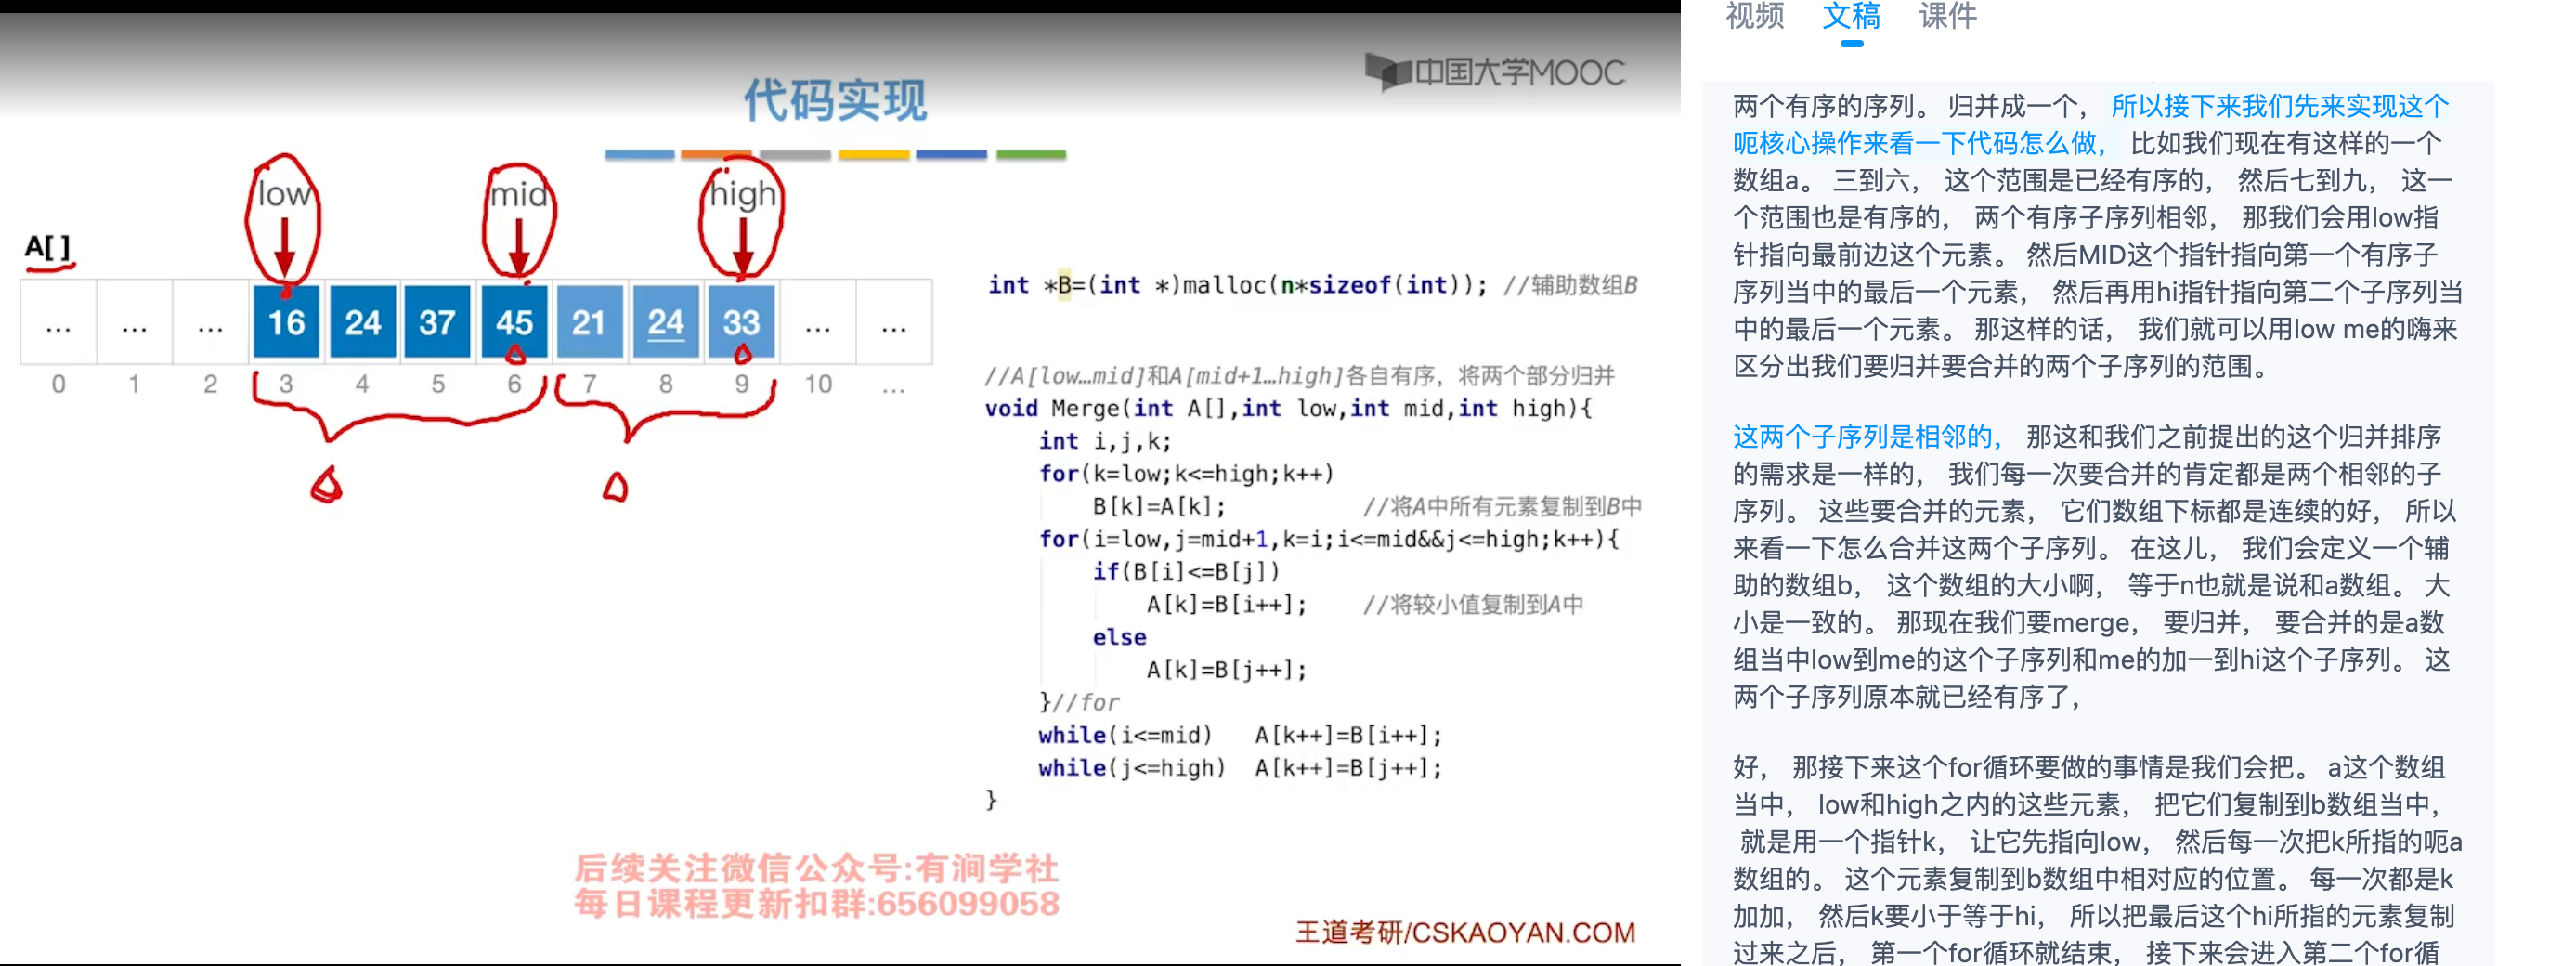 中国大学MOOC
代码实现
low mid high
A[ ]
... ... ... 16 24 37 45 21 24 33 ... ...
0 1 2 3 4 5 6 7 8 9 10 ...
int *B=(int *)malloc(n*sizeof(int)); //辅助数组B
//A[low…mid]和A[mid+1…high]各自有序，将两个部分归并
void Merge(int A[],int low,int mid,int high){
int i,j,k;
for(k=low;k<=high;k++)
B[k]=A[k]; //将A中所有元素复制到B中
for(i=low,j=mid+1,k=i;i<=mid&&j<=high;k++){
if(B[i]<=B[j])
A[k]=B[i++]; //将较小值复制到A中
else
A[k]=B[j++];
}//for
while(i<=mid) A[k++]=B[i++];
while(j<=high) A[k++]=B[j++];
}
后续关注微信公众号:有涧学社
每日课程更新扣群:656099058
王道考研/CSKAOYAN.COM
视频 文稿 课件
两个有序的序列。 归并成一个， 所以接下来我们先来实现这个
呃核心操作来看一下代码怎么做， 比如我们现在有这样的一个
数组a。 三到六， 这个范围是已经有序的， 然后七到九， 这一
个范围也是有序的， 两个有序子序列相邻， 那我们会用low指
针指向最前边这个元素。 然后MID这个指针指向第一个有序子
序列当中的最后一个元素， 然后再用hi指针指向第二个子序列当
中的最后一个元素。 那这样的话， 我们就可以用low me的嗨来
区分出我们要归并要合并的两个子序列的范围。
这两个子序列是相邻的， 那这和我们之前提出的这个归并排序
的需求是一样的， 我们每一次要合并的肯定都是两个相邻的子
序列。 这些要合并的元素， 它们数组下标都是连续的好， 所以
来看一下怎么合并这两个子序列。 在这儿， 我们会定义一个辅
助的数组b， 这个数组的大小啊， 等于n也就是说和a数组。 大
小是一致的。 那现在我们要merge， 要归并， 要合并的是a数
组当中low到me的这个子序列和me的加一到hi这个子序列。 这
两个子序列原本就已经有序了，
好， 那接下来这个for循环要做的事情是我们会把。 a这个数组
当中， low和high之内的这些元素， 把它们复制到b数组当中，
就是用一个指针k， 让它先指向low， 然后每一次把k所指的呃a
数组的。 这个元素复制到b数组中相对应的位置。 每一次都是k
加加， 然后k要小于等于hi， 所以把最后这个hi所指的元素复制
过来之后， 第一个for循环就结束， 接下来会进入第二个for循